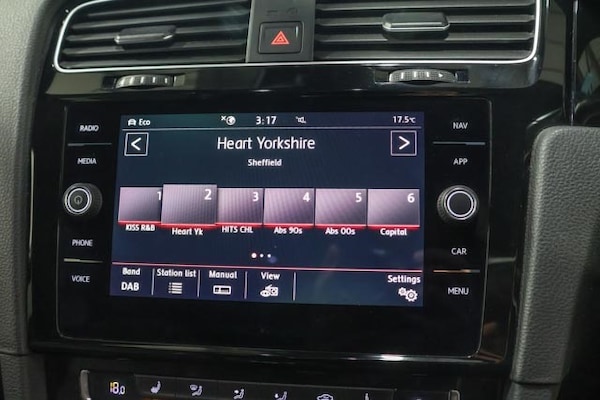 RADIO
MEDIA
PHONE
VOICE
Eco 3:17 17.5°C
< Heart Yorkshire >
Sheffield
1 2 3 4 5 6
KISS R&B Heart Yk HITS CHL Abs 90s Abs 00s Capital
Band Station list Manual View Settings
DAB
NAV
APP
CAR
MENU
18.0